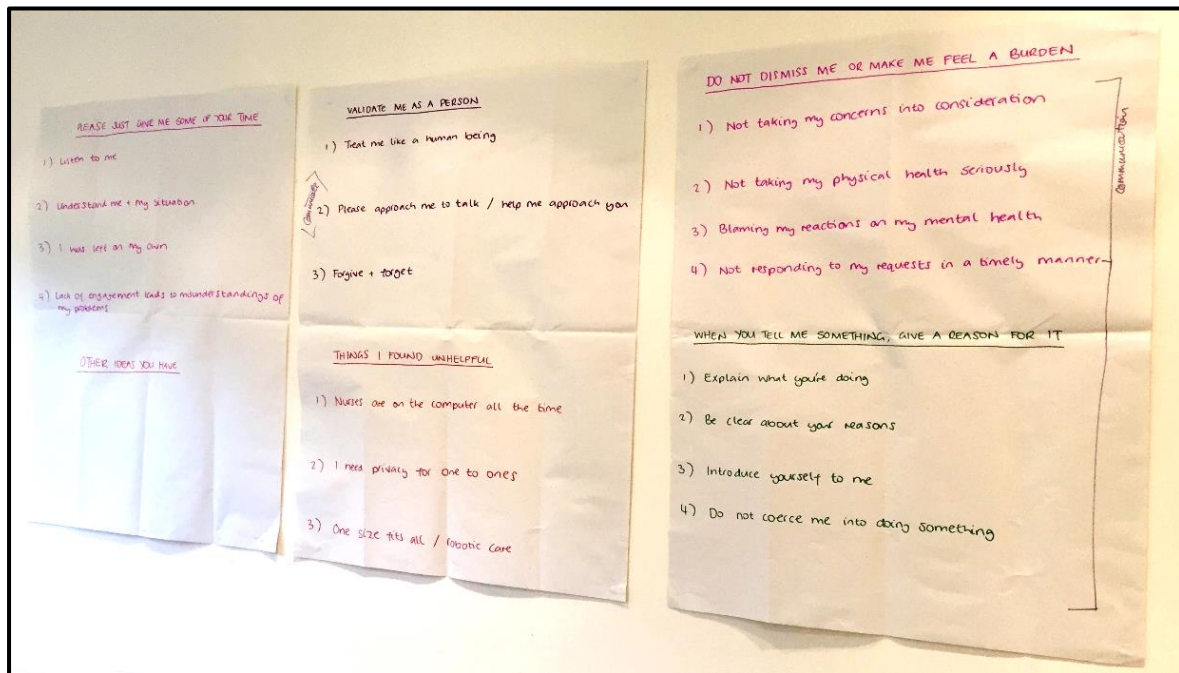 PLEASE JUST GIVE ME SOME OF YOUR TIME
1) Listen to me
2) Understand me + my situation
3) I was left on my own
4) Lack of engagement leads to misunderstandings of
my problems
OTHER IDEAS YOU HAVE
VALIDATE ME AS A PERSON
1) Treat me like a human being
Communicate
2) Please approach me to talk / help me approach you
3) Forgive + forget
THINGS I FOUND UNHELPFUL
1) Nurses are on the computer all the time
2) I need privacy for one to ones
3) One size fits all / robotic care
DO NOT DISMISS ME OR MAKE ME FEEL A BURDEN
1) Not taking my concerns into consideration
2) Not taking my physical health seriously
3) Blaming my reactions on my mental health
4) Not responding to my requests in a timely manner
WHEN YOU TELL ME SOMETHING, GIVE A REASON FOR IT
1) Explain what you're doing
2) Be clear about your reasons
3) Introduce yourself to me
4) Do not coerce me into doing something
Communication